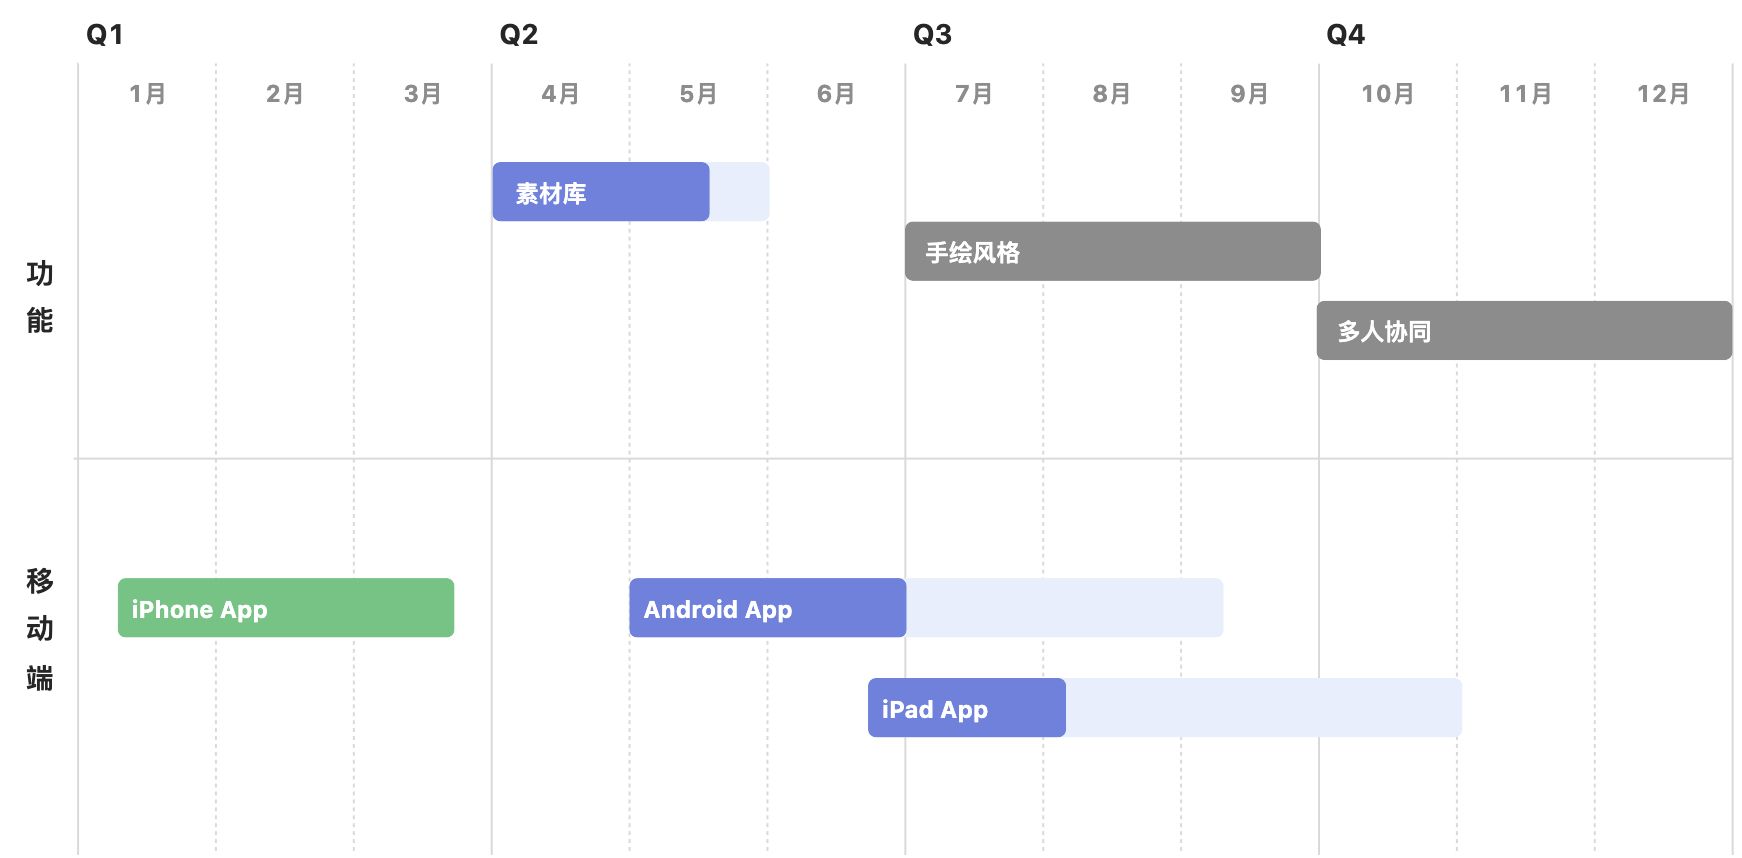 Q1 Q2 Q3 Q4
1月 2月 3月 4月 5月 6月 7月 8月 9月 10月 11月 12月
功能
素材库
手绘风格
多人协同
移动端
iPhone App
Android App
iPad App